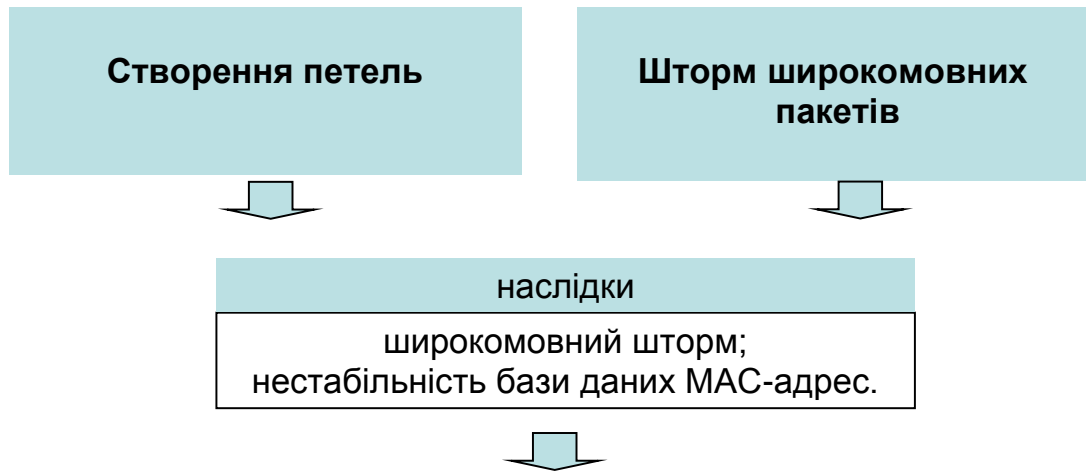 Створення петель
Шторм широкомовних
пакетів
наслідки
широкомовний шторм;
нестабільність бази даних МАС-адрес.